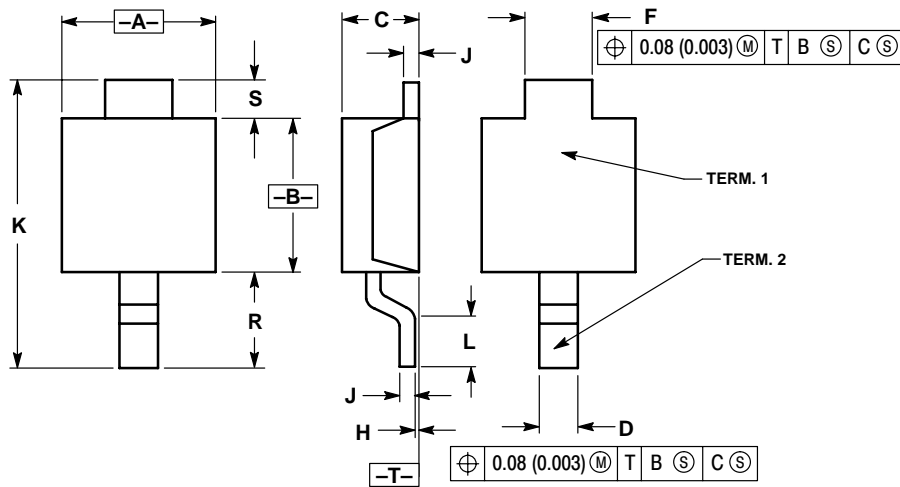 –A–
C
F
⌖ 0.08 (0.003) Ⓜ T B Ⓢ C Ⓢ
J
S
K
–B–
TERM. 1
TERM. 2
R
L
J
H
D
⌖ 0.08 (0.003) Ⓜ T B Ⓢ C Ⓢ
–T–